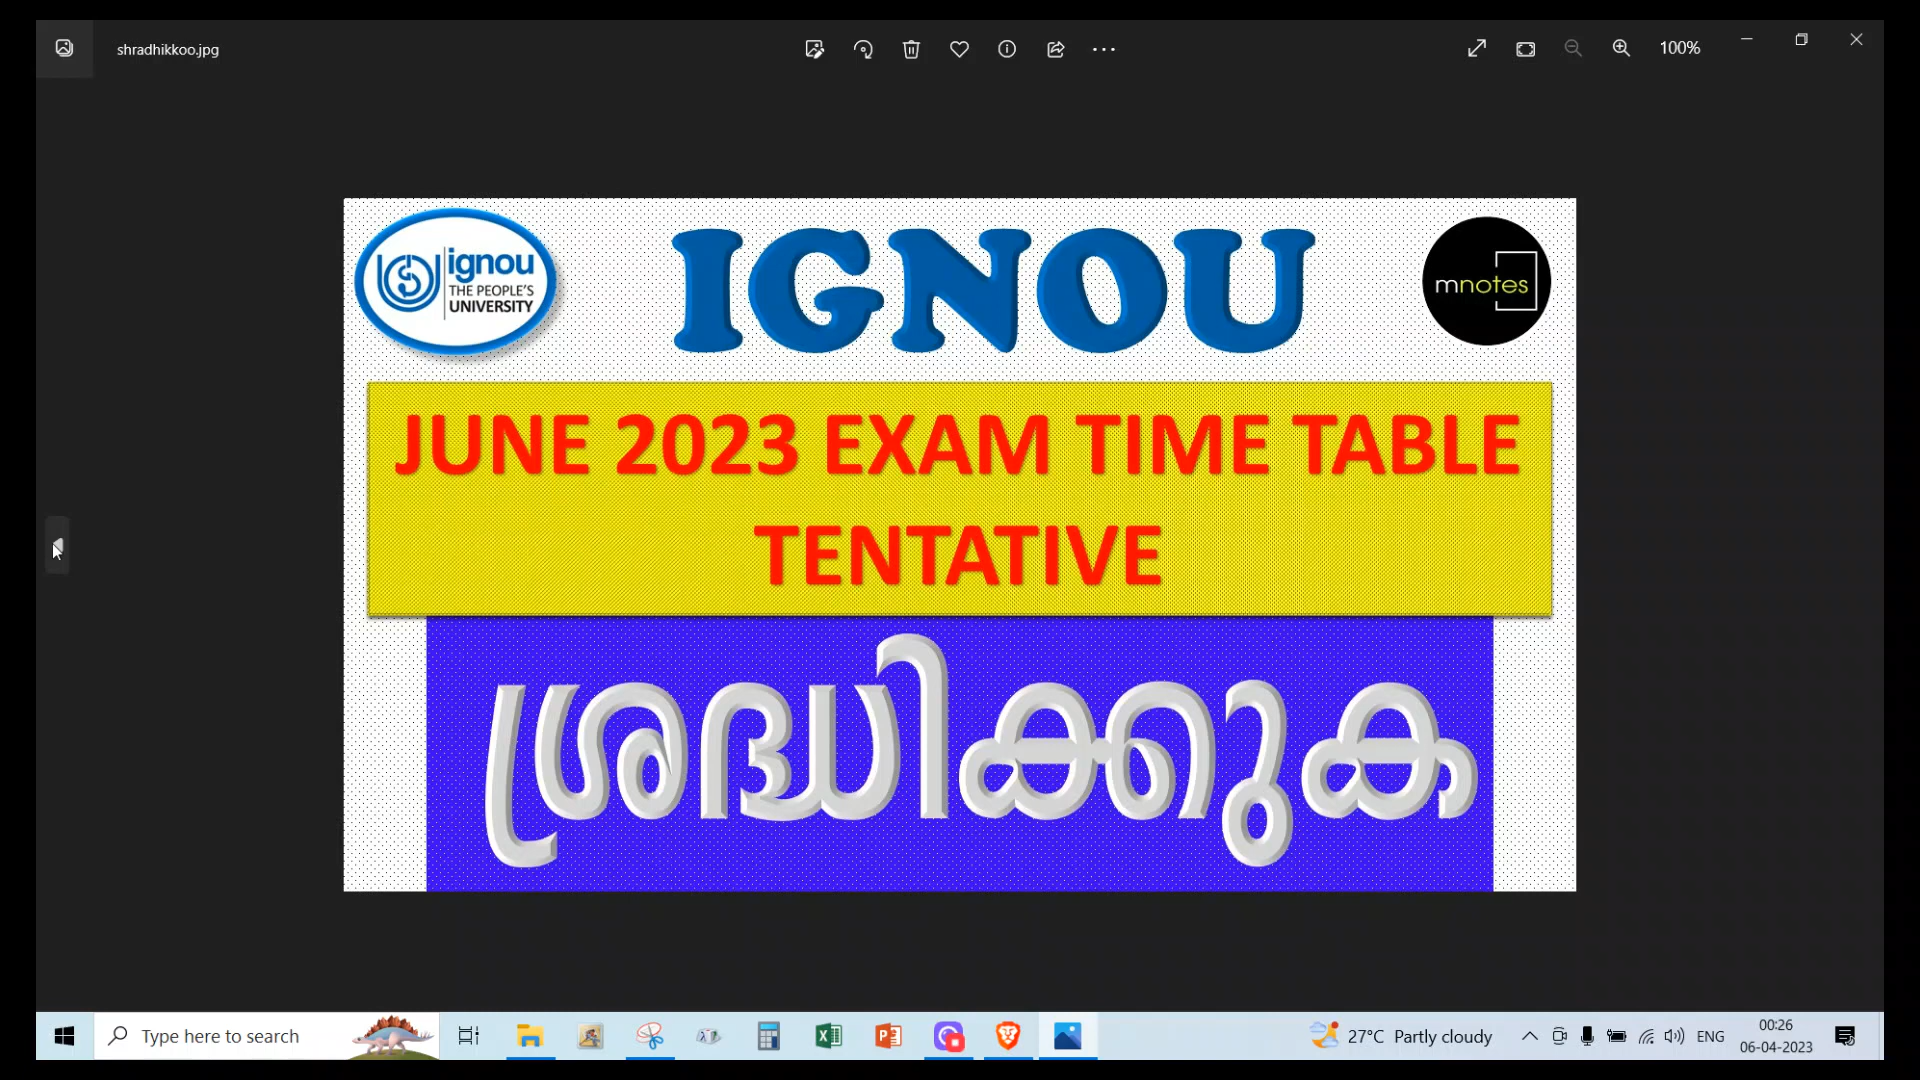 shradhikkoo.jpg
100%
ignou
THE PEOPLE'S
UNIVERSITY
IGNOU
mnotes
JUNE 2023 EXAM TIME TABLE
TENTATIVE
ശ്രദ്ധിക്കുക
Type here to search
27°C Partly cloudy
ENG
00:26
06-04-2023